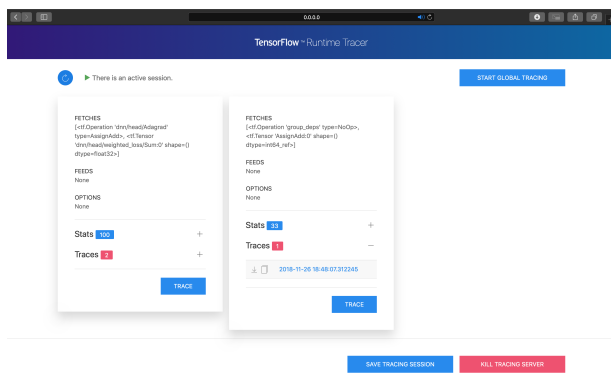 0.0.0.0
TensorFlow ™ Runtime Tracer
There is an active session.
START GLOBAL TRACING
FETCHES
[<tf.Operation 'dnn/head/Adagrad'
type=AssignAdd>, <tf.Tensor
'dnn/head/weighted_loss/Sum:0' shape=()
dtype=float32>]
FEEDS
None
OPTIONS
None
Stats 100
Traces 2
TRACE
FETCHES
[<tf.Operation 'group_deps' type=NoOp>,
<tf.Tensor 'AssignAdd:0' shape=()
dtype=int64_ref>]
FEEDS
None
OPTIONS
None
Stats 33
Traces 1
2018-11-26 18:48:07.312245
TRACE
SAVE TRACING SESSION
KILL TRACING SERVER